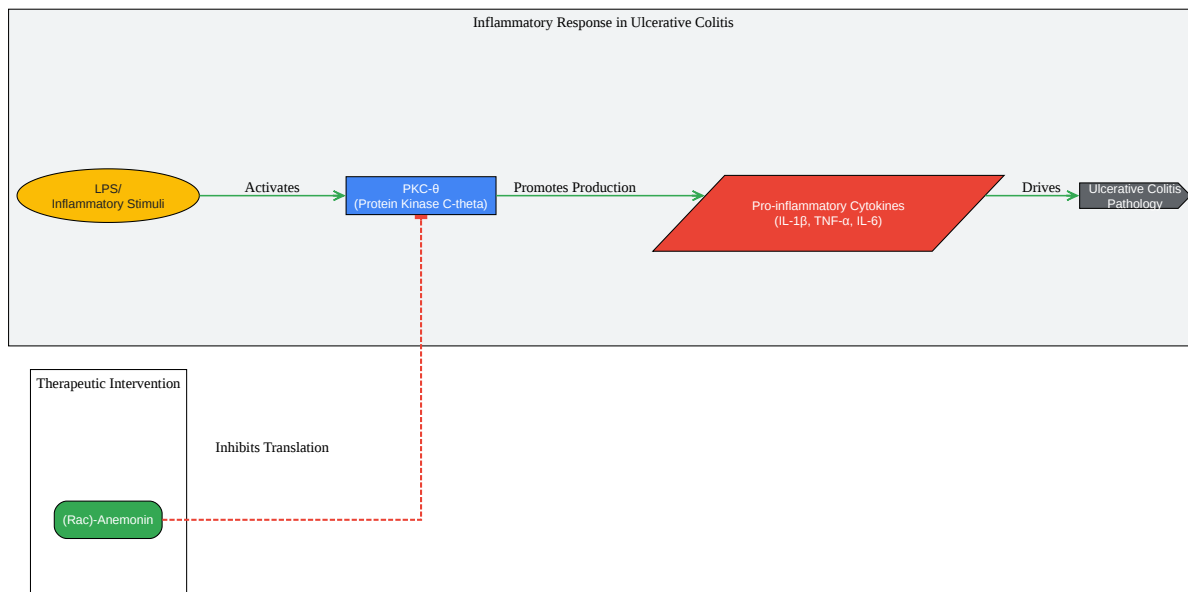 Inflammatory Response in Ulcerative Colitis
LPS/
Inflammatory Stimuli
Activates
PKC-θ
(Protein Kinase C-theta)
Promotes Production
Pro-inflammatory Cytokines
(IL-1β, TNF-α, IL-6)
Drives
Ulcerative Colitis
Pathology
Therapeutic Intervention
Inhibits Translation
(Rac)-Anemonin